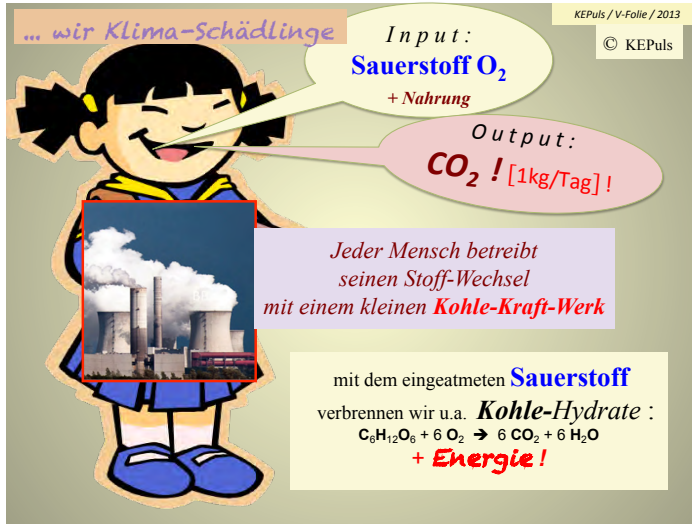 KEPuls / V-Folie / 2013
... wir Klima-Schädlinge
© KEPuls
Input:
Sauerstoff O₂
+ Nahrung
Output:
CO₂ ! [1kg/Tag] !
Jeder Mensch betreibt
seinen Stoff-Wechsel
mit einem kleinen Kohle-Kraft-Werk
mit dem eingeatmeten Sauerstoff
verbrennen wir u.a. Kohle-Hydrate :
C₆H₁₂O₆ + 6 O₂ ➔ 6 CO₂ + 6 H₂O
+ Energie !